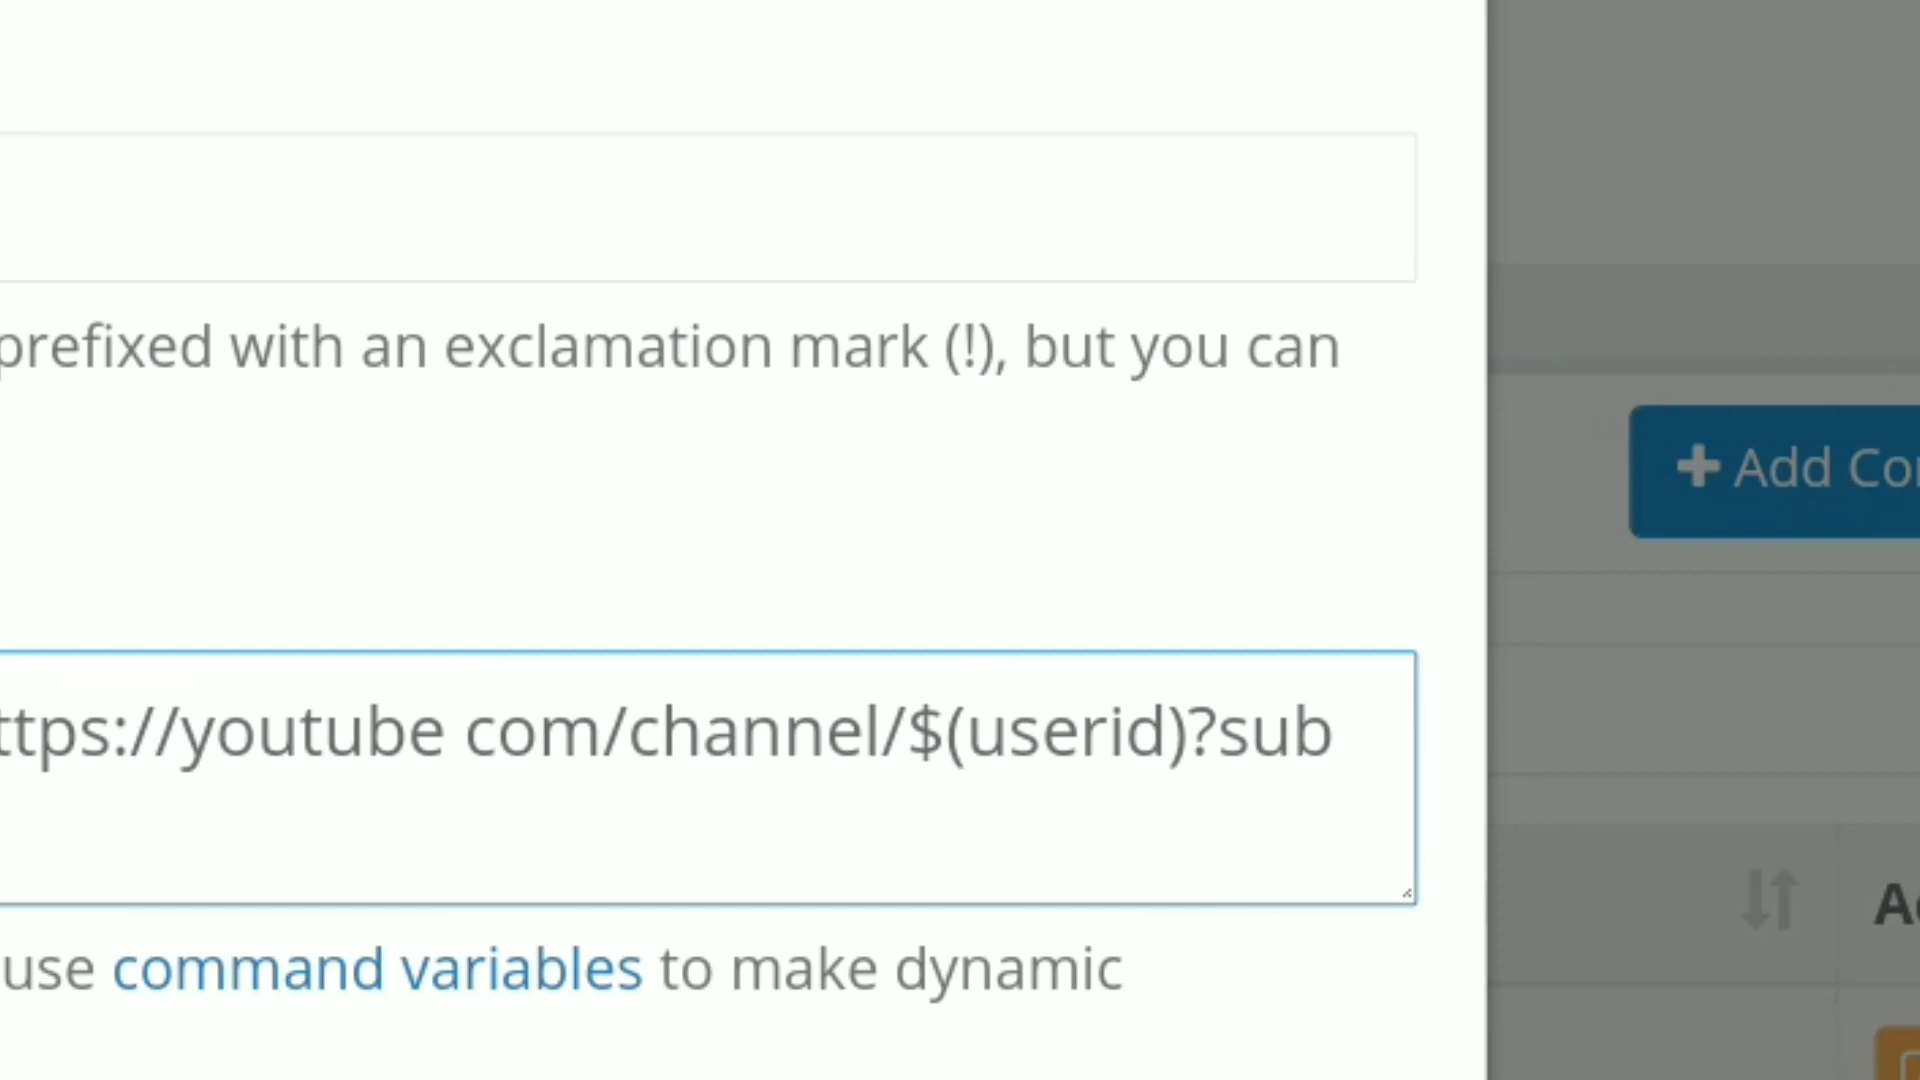 prefixed with an exclamation mark (!), but you can
Add Co
ttps://youtube com/channel/$(userid)?sub
use command variables to make dynamic